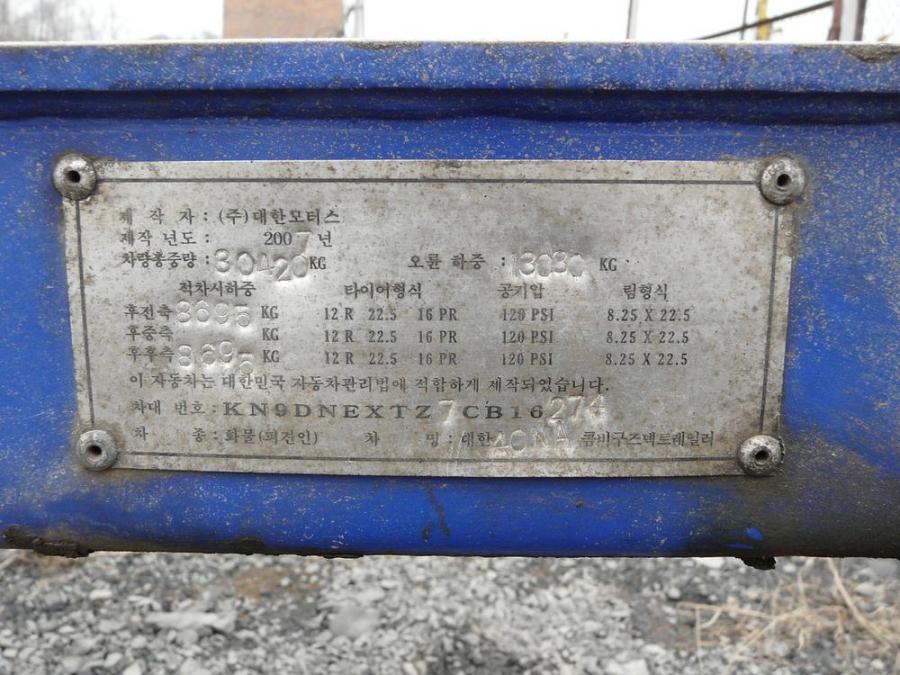 제 작 자 : (주)대한모터스
제작 년도 : 2007년
차량총중량 : 30420 KG 오륜 하중 : 13030 KG
적차시하중 타이어형식 공기압 림형식
후전축 8695 KG 12 R 22.5 16 PR 120 PSI 8.25 X 22.5
후중축 KG 12 R 22.5 16 PR 120 PSI 8.25 X 22.5
후후축 8695 KG 12 R 22.5 16 PR 120 PSI 8.25 X 22.5
이 자동차는 대한민국 자동차관리법에 적합하게 제작되었습니다.
차대 번호 : KN9DNEXTZ7CB16274
차 종 : 화물(피견인) 차 명 : 대한 콤비구즈넥트레일러